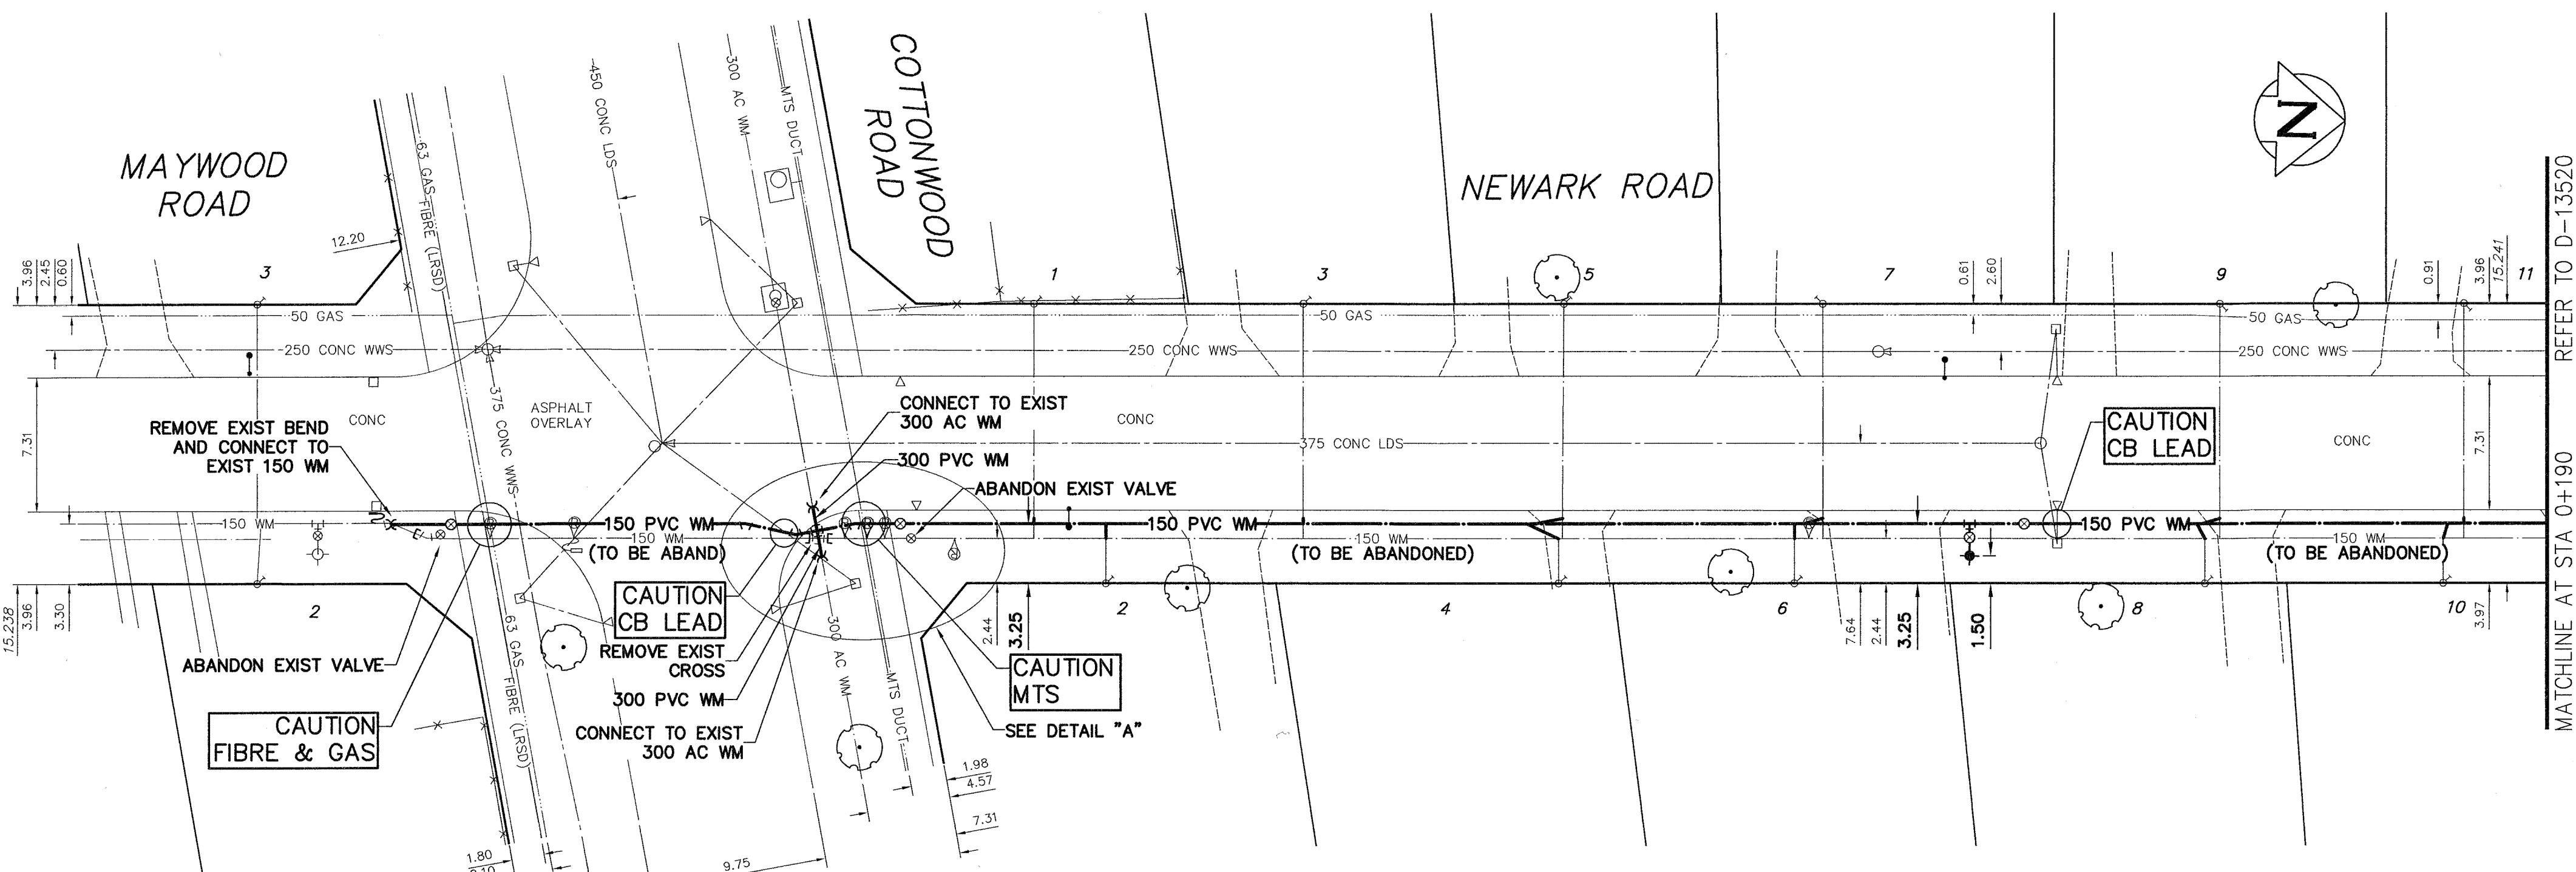 MAYWOOD
ROAD
COTTONWOOD
ROAD
NEWARK ROAD
N
REFER TO D-13520
MATCHLINE AT STA 0+190
63 GAS
FIBRE (LRSD)
450 CONC LDS
300 AC WM
MTS DUCT
12.20
3.96
2.45
0.60
3
1
3
5
7
0.61
2.60
9
0.91
3.96
15.241
11
50 GAS
50 GAS
50 GAS
250 CONC WWS
250 CONC WWS
250 CONC WWS
375 CONC WWS
7.31
CONC
ASPHALT
OVERLAY
REMOVE EXIST BEND
AND CONNECT TO
EXIST 150 WM
CONNECT TO EXIST
300 AC WM
300 PVC WM
ABANDON EXIST VALVE
CONC
375 CONC LDS
CAUTION
CB LEAD
CONC
7.31
150 WM
150 PVC WM
150 WM
(TO BE ABAND)
150 PVC WM
150 WM
(TO BE ABANDONED)
150 PVC WM
150 WM
(TO BE ABANDONED)
15.238
3.96
3.30
2
ABANDON EXIST VALVE
CAUTION
FIBRE & GAS
63 GAS
FIBRE (LRSD)
CAUTION
CB LEAD
REMOVE EXIST
CROSS
300 PVC WM
CONNECT TO EXIST
300 AC WM
300 AC WM
MTS DUCT
2.44
3.25
CAUTION
MTS
SEE DETAIL "A"
2
4
6
7.64
2.44
3.25
1.50
8
10
3.97
1.98
4.57
7.31
1.80
9.75